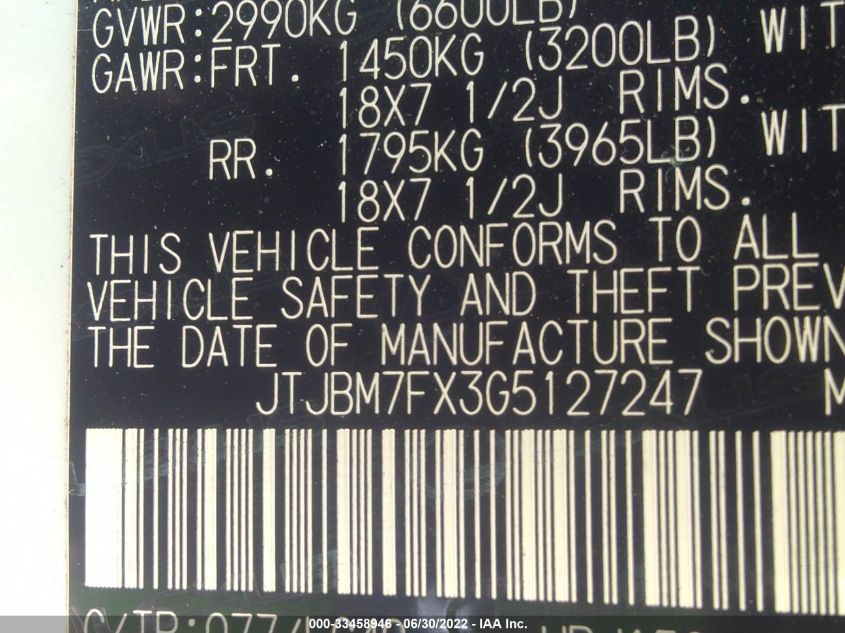 GVWR:2990KG (6600LB)
GAWR:FRT. 1450KG (3200LB) WIT
18X7 1/2J RIMS.
RR. 1795KG (3965LB) WIT
18X7 1/2J RIMS.
THIS VEHICLE CONFORMS TO ALL
VEHICLE SAFETY AND THEFT PREV
THE DATE OF MANUFACTURE SHOWN
JTJBM7FX3G5127247 M
000-33458946 - 06/30/2022 - IAA Inc.